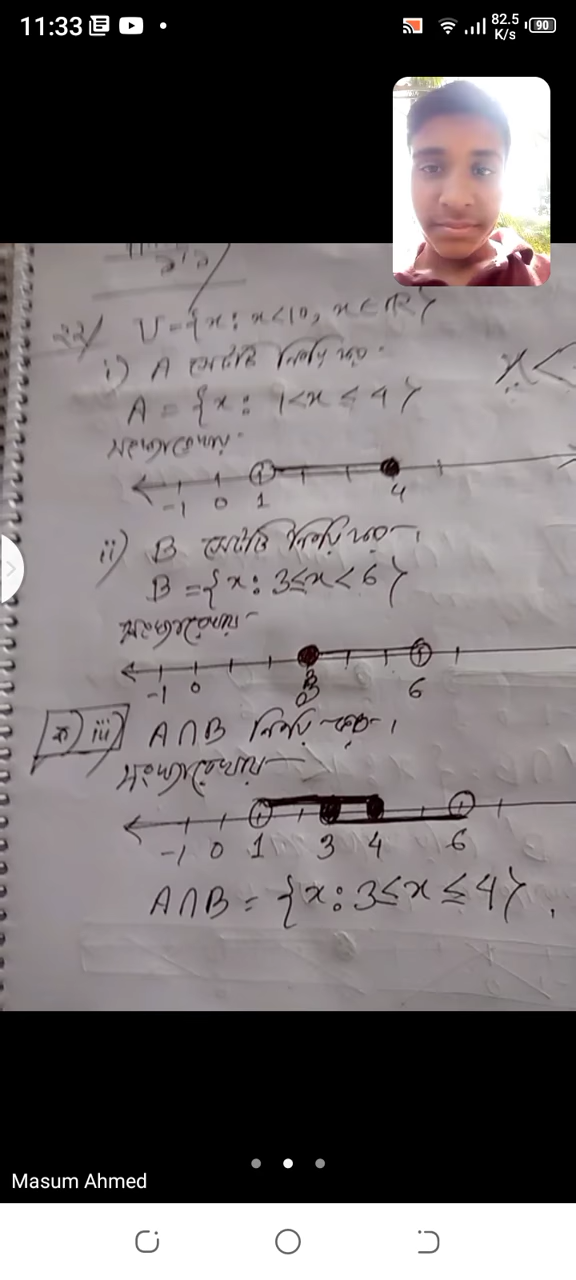 11:33
82.5
K/s
90
২২/ U={x: x<10, x∈IR}
i) A সেটটি নির্ণয় কর।
A = {x: 1<x≤4}
x<
সংখ্যারেখায়-
-1 0 1 4
ii) B সেটটি নির্ণয় কর।
B = {x: 3≤x<6}
সংখ্যারেখায়-
-1 0 3 6
iii) A∩B নির্ণয় কর।
সংখ্যারেখায়-
-1 0 1 3 4 6
A∩B = {x: 3≤x≤4}.
Masum Ahmed